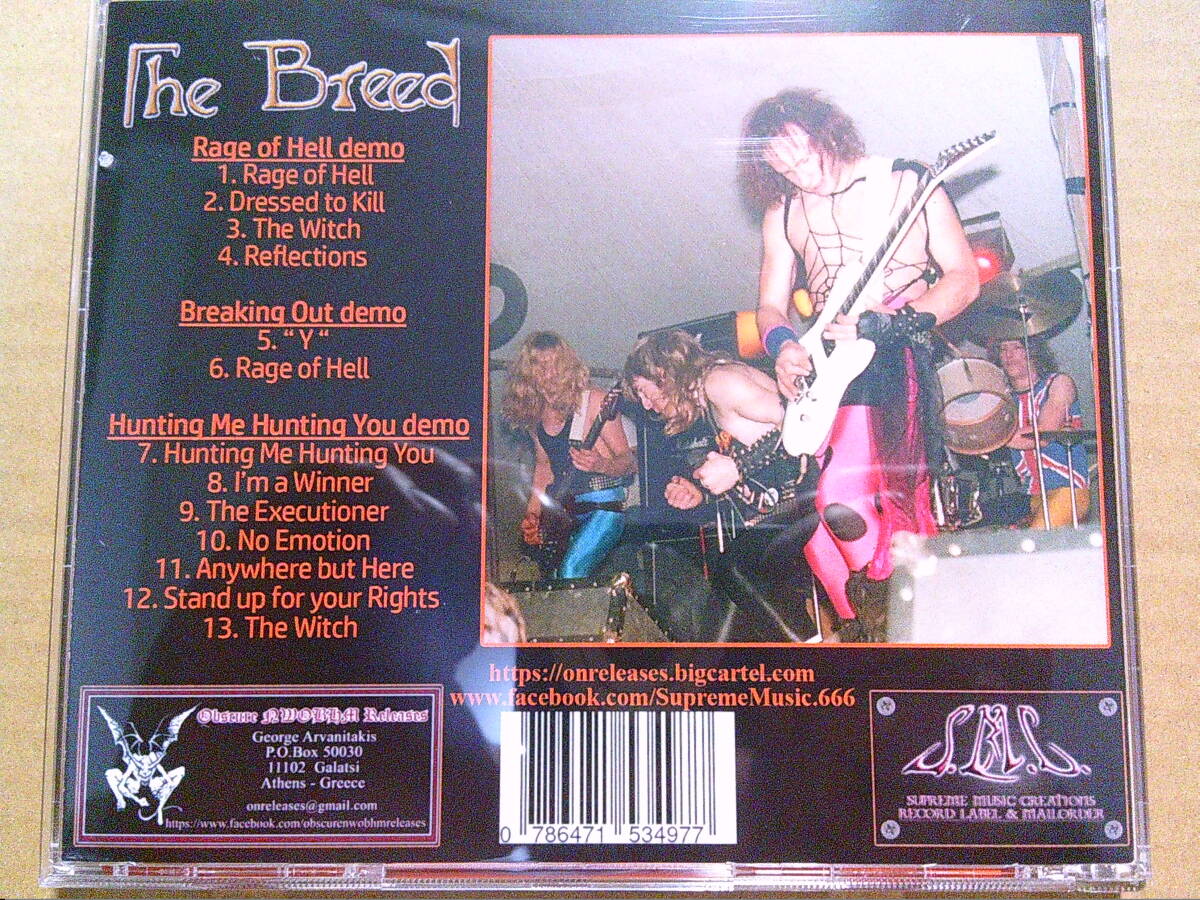 The Breed
Rage of Hell demo
1. Rage of Hell
2. Dressed to Kill
3. The Witch
4. Reflections
Breaking Out demo
5. “ Y “
6. Rage of Hell
Hunting Me Hunting You demo
7. Hunting Me Hunting You
8. I'm a Winner
9. The Executioner
10. No Emotion
11. Anywhere but Here
12. Stand up for your Rights
13. The Witch
https://onreleases.bigcartel.com
www.facebook.com/SupremeMusic.666
Obscure NWOBHM Releases
George Arvanitakis
P.O.Box 50030
11102 Galatsi
Athens - Greece
onreleases@gmail.com
https://www.facebook.com/obscurenwobhmreleases
0 786471 534977
S.M.C.
SUPREME MUSIC CREATIONS
RECORD LABEL & MAILORDER